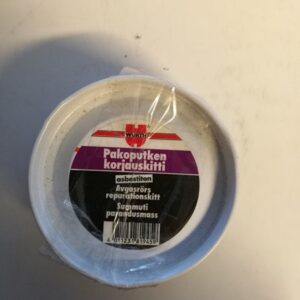 WÜRTH
Pakoputken
korjauskitti
asbestiton
Avgasrörs
reparationskitt
Summuti
parandusmass